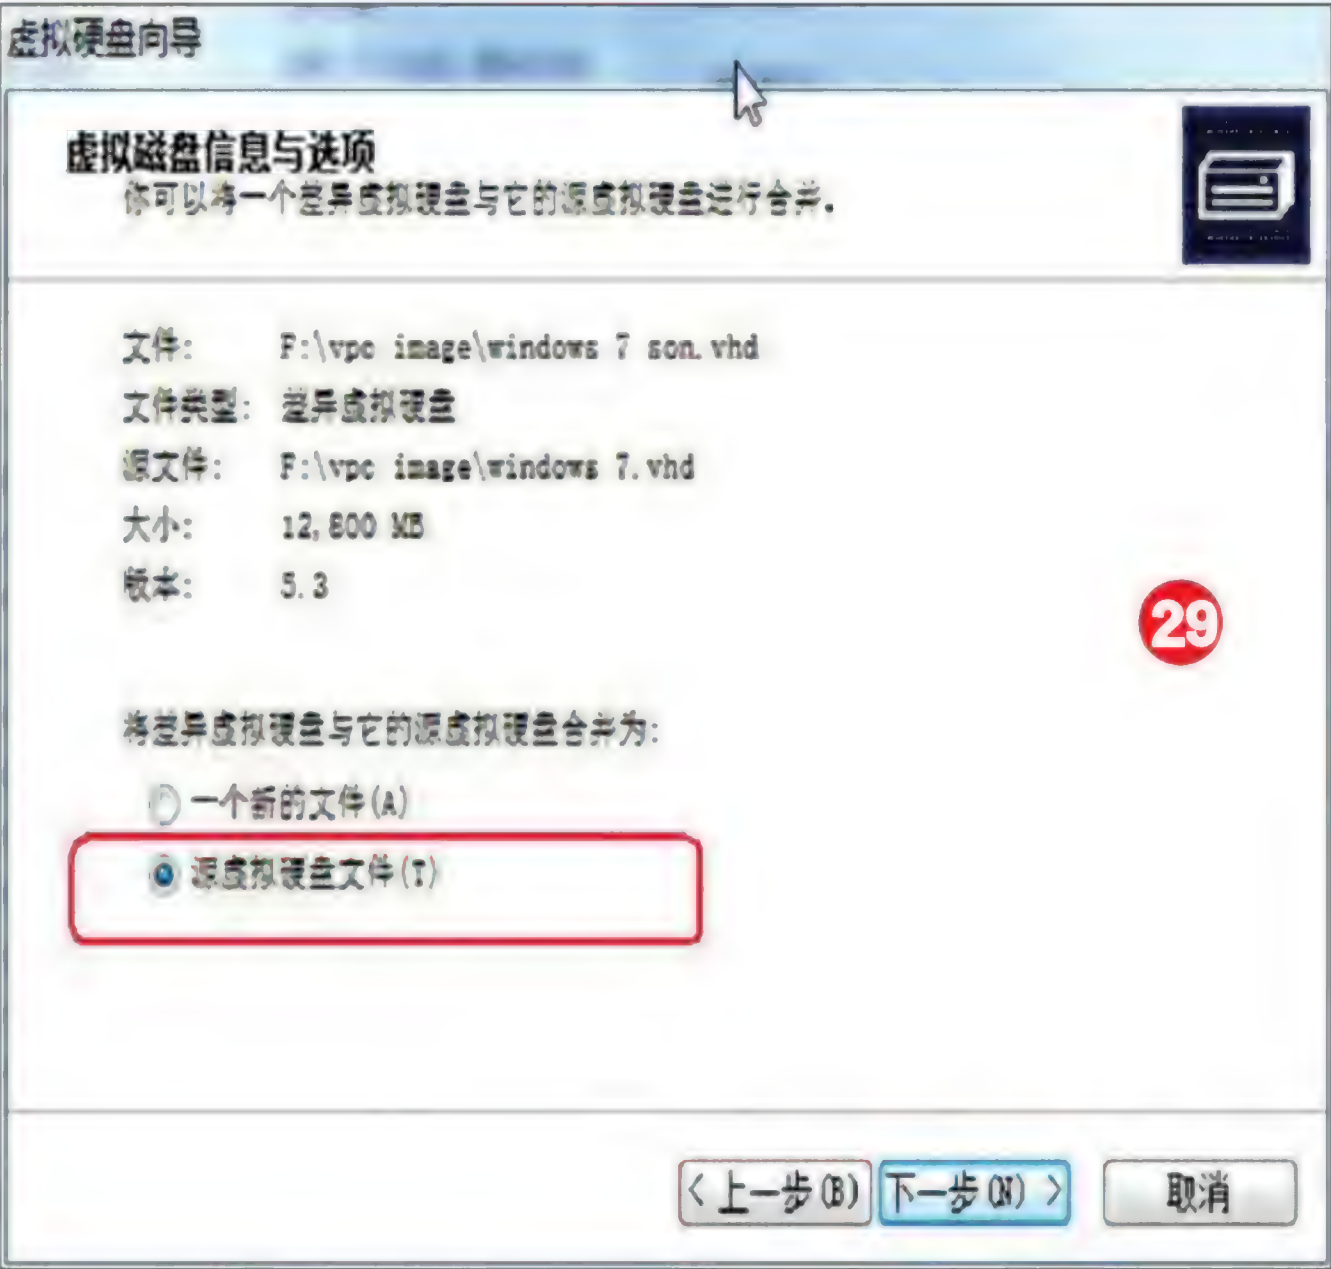 虚拟硬盘向导
虚拟磁盘信息与选项
你可以将一个差异虚拟硬盘与它的源虚拟硬盘进行合并。
文件: F:\vpc image\windows 7 son.vhd
文件类型: 差异虚拟硬盘
源文件: F:\vpc image\windows 7.vhd
大小: 12,800 MB
版本: 5.3
29
将差异虚拟硬盘与它的源虚拟硬盘合并为:
一个新的文件(A)
源虚拟硬盘文件(T)
< 上一步(B) 下一步(N) > 取消